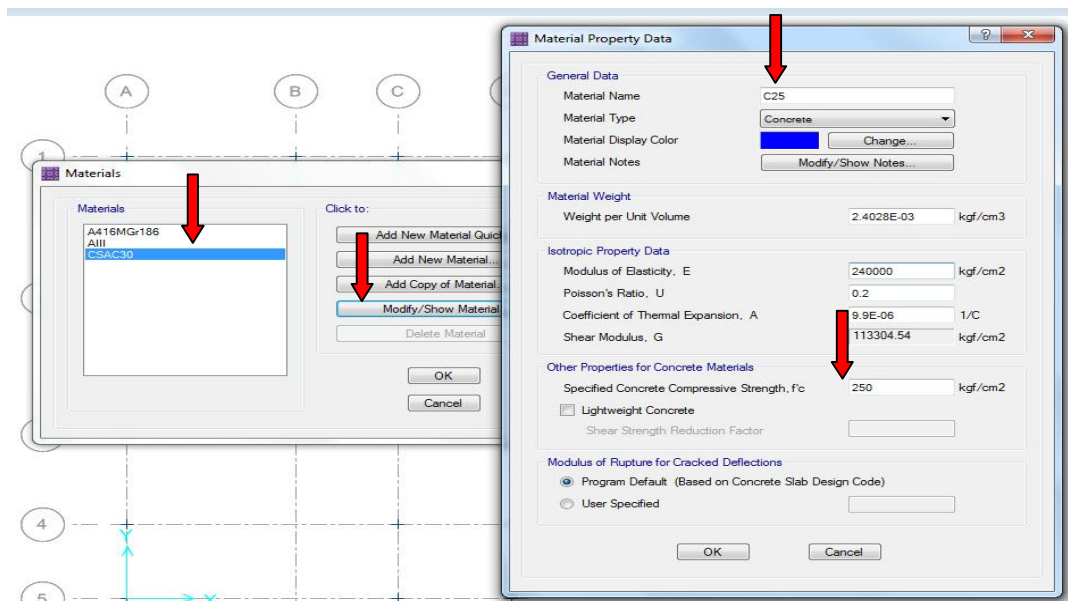 A
B
C
1
4
5
Y
X
Materials
Materials
A416MGr186
AIII
CSAC30
Click to:
Add New Material Quic
Add New Material...
Add Copy of Material.
Modify/Show Material
Delete Material
OK
Cancel
Material Property Data
General Data
Material Name C25
Material Type Concrete
Material Display Color Change...
Material Notes Modify/Show Notes...
Material Weight
Weight per Unit Volume 2.4028E-03 kgf/cm3
Isotropic Property Data
Modulus of Elasticity, E 240000 kgf/cm2
Poisson's Ratio, U 0.2
Coefficient of Thermal Expansion, A 9.9E-06 1/C
Shear Modulus, G 113304.54 kgf/cm2
Other Properties for Concrete Materials
Specified Concrete Compressive Strength, f'c 250 kgf/cm2
Lightweight Concrete
Shear Strength Reduction Factor
Modulus of Rupture for Cracked Deflections
Program Default (Based on Concrete Slab Design Code)
User Specified
OK
Cancel